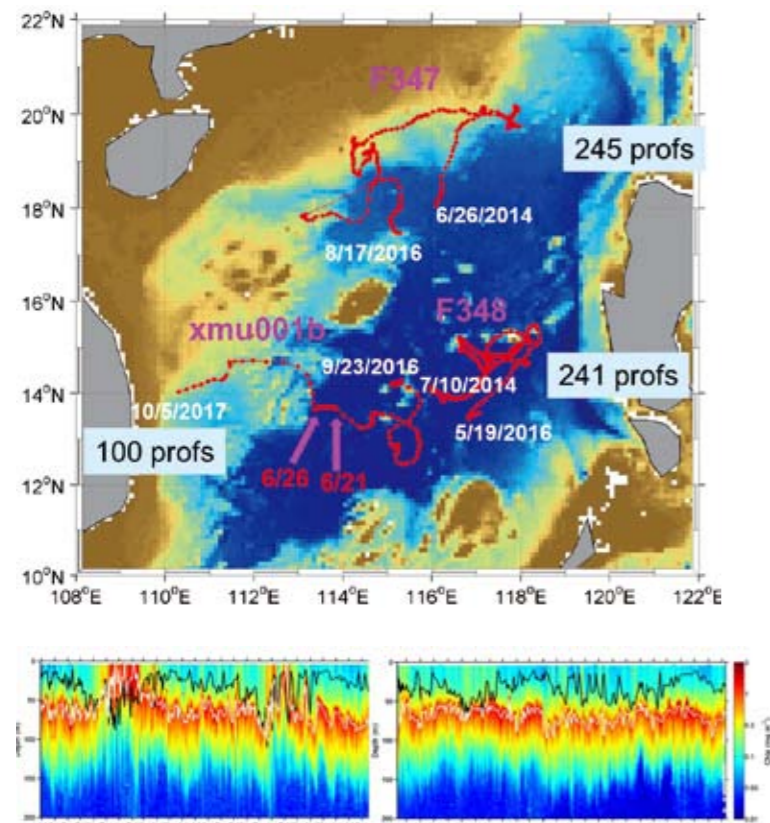 22°N
F347
20°N
245 profs
18°N
6/26/2014
8/17/2016
16°N
F348
xmu001b
9/23/2016
7/10/2014
14°N
241 profs
10/5/2017
5/19/2016
100 profs
6/26 6/21
12°N
10°N
108°E 110°E 112°E 114°E 116°E 118°E 120°E 122°E